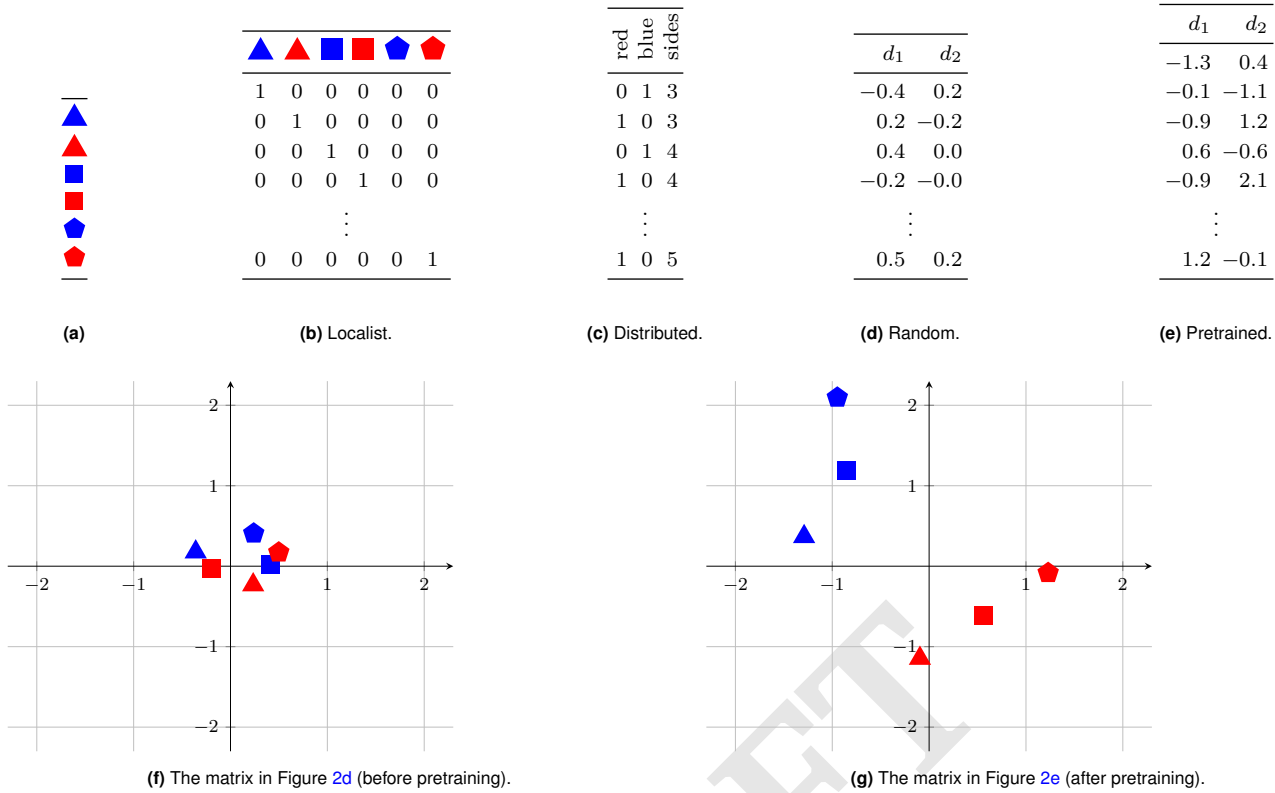 red blue sides
d1 d2
d1 d2
1 0 0 0 0 0
0 1 0 0 0 0
0 0 1 0 0 0
0 0 0 1 0 0
⋮
0 0 0 0 0 1
(a)
(b) Localist.
0 1 3
1 0 3
0 1 4
1 0 4
⋮
1 0 5
(c) Distributed.
−0.4 0.2
0.2 −0.2
0.4 0.0
−0.2 −0.0
⋮
0.5 0.2
(d) Random.
−1.3 0.4
−0.1 −1.1
−0.9 1.2
0.6 −0.6
−0.9 2.1
⋮
1.2 −0.1
(e) Pretrained.
2
1
−2 −1 1 2
−1
−2
(f) The matrix in Figure 2d (before pretraining).
2
1
−2 −1 1 2
−1
−2
(g) The matrix in Figure 2e (after pretraining).